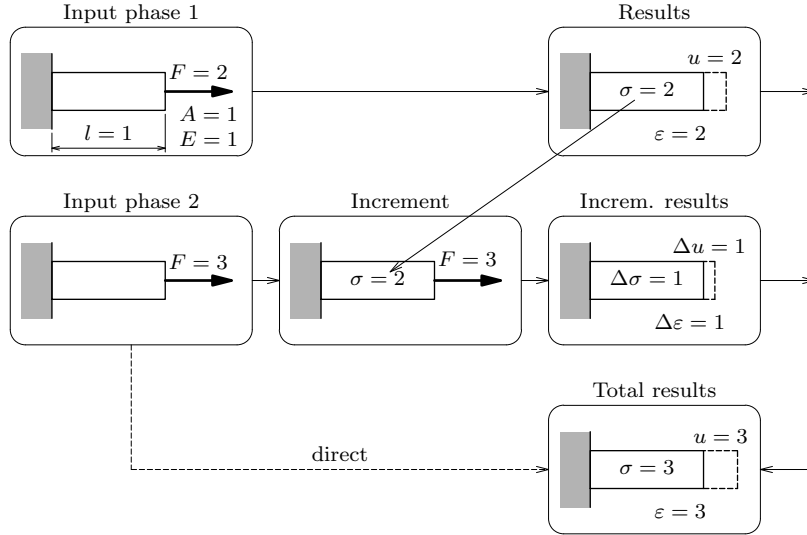 Input phase 1
Results
F = 2
A = 1
E = 1
l = 1
u = 2
σ = 2
ε = 2
Input phase 2
Increment
Increm. results
F = 3
σ = 2
F = 3
Δu = 1
Δσ = 1
Δε = 1
Total results
direct
u = 3
σ = 3
ε = 3